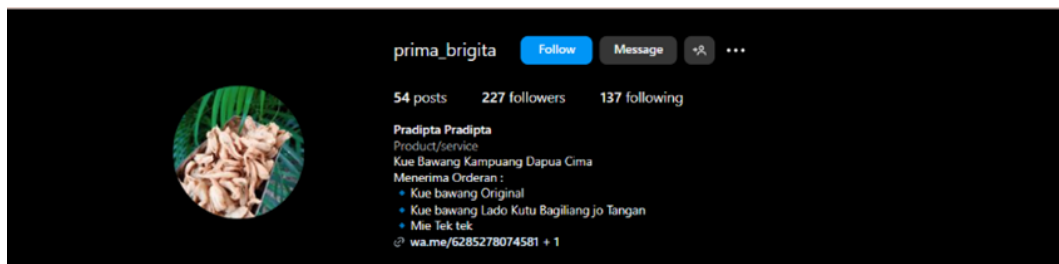 prima_brigita Follow Message
54 posts 227 followers 137 following
Pradipta Pradipta
Product/service
Kue Bawang Kampuang Dapua Cima
Menerima Orderan :
🔹 Kue bawang Original
🔹 Kue bawang Lado Kutu Bagiliang jo Tangan
🔹 Mie Tek tek
wa.me/6285278074581 + 1